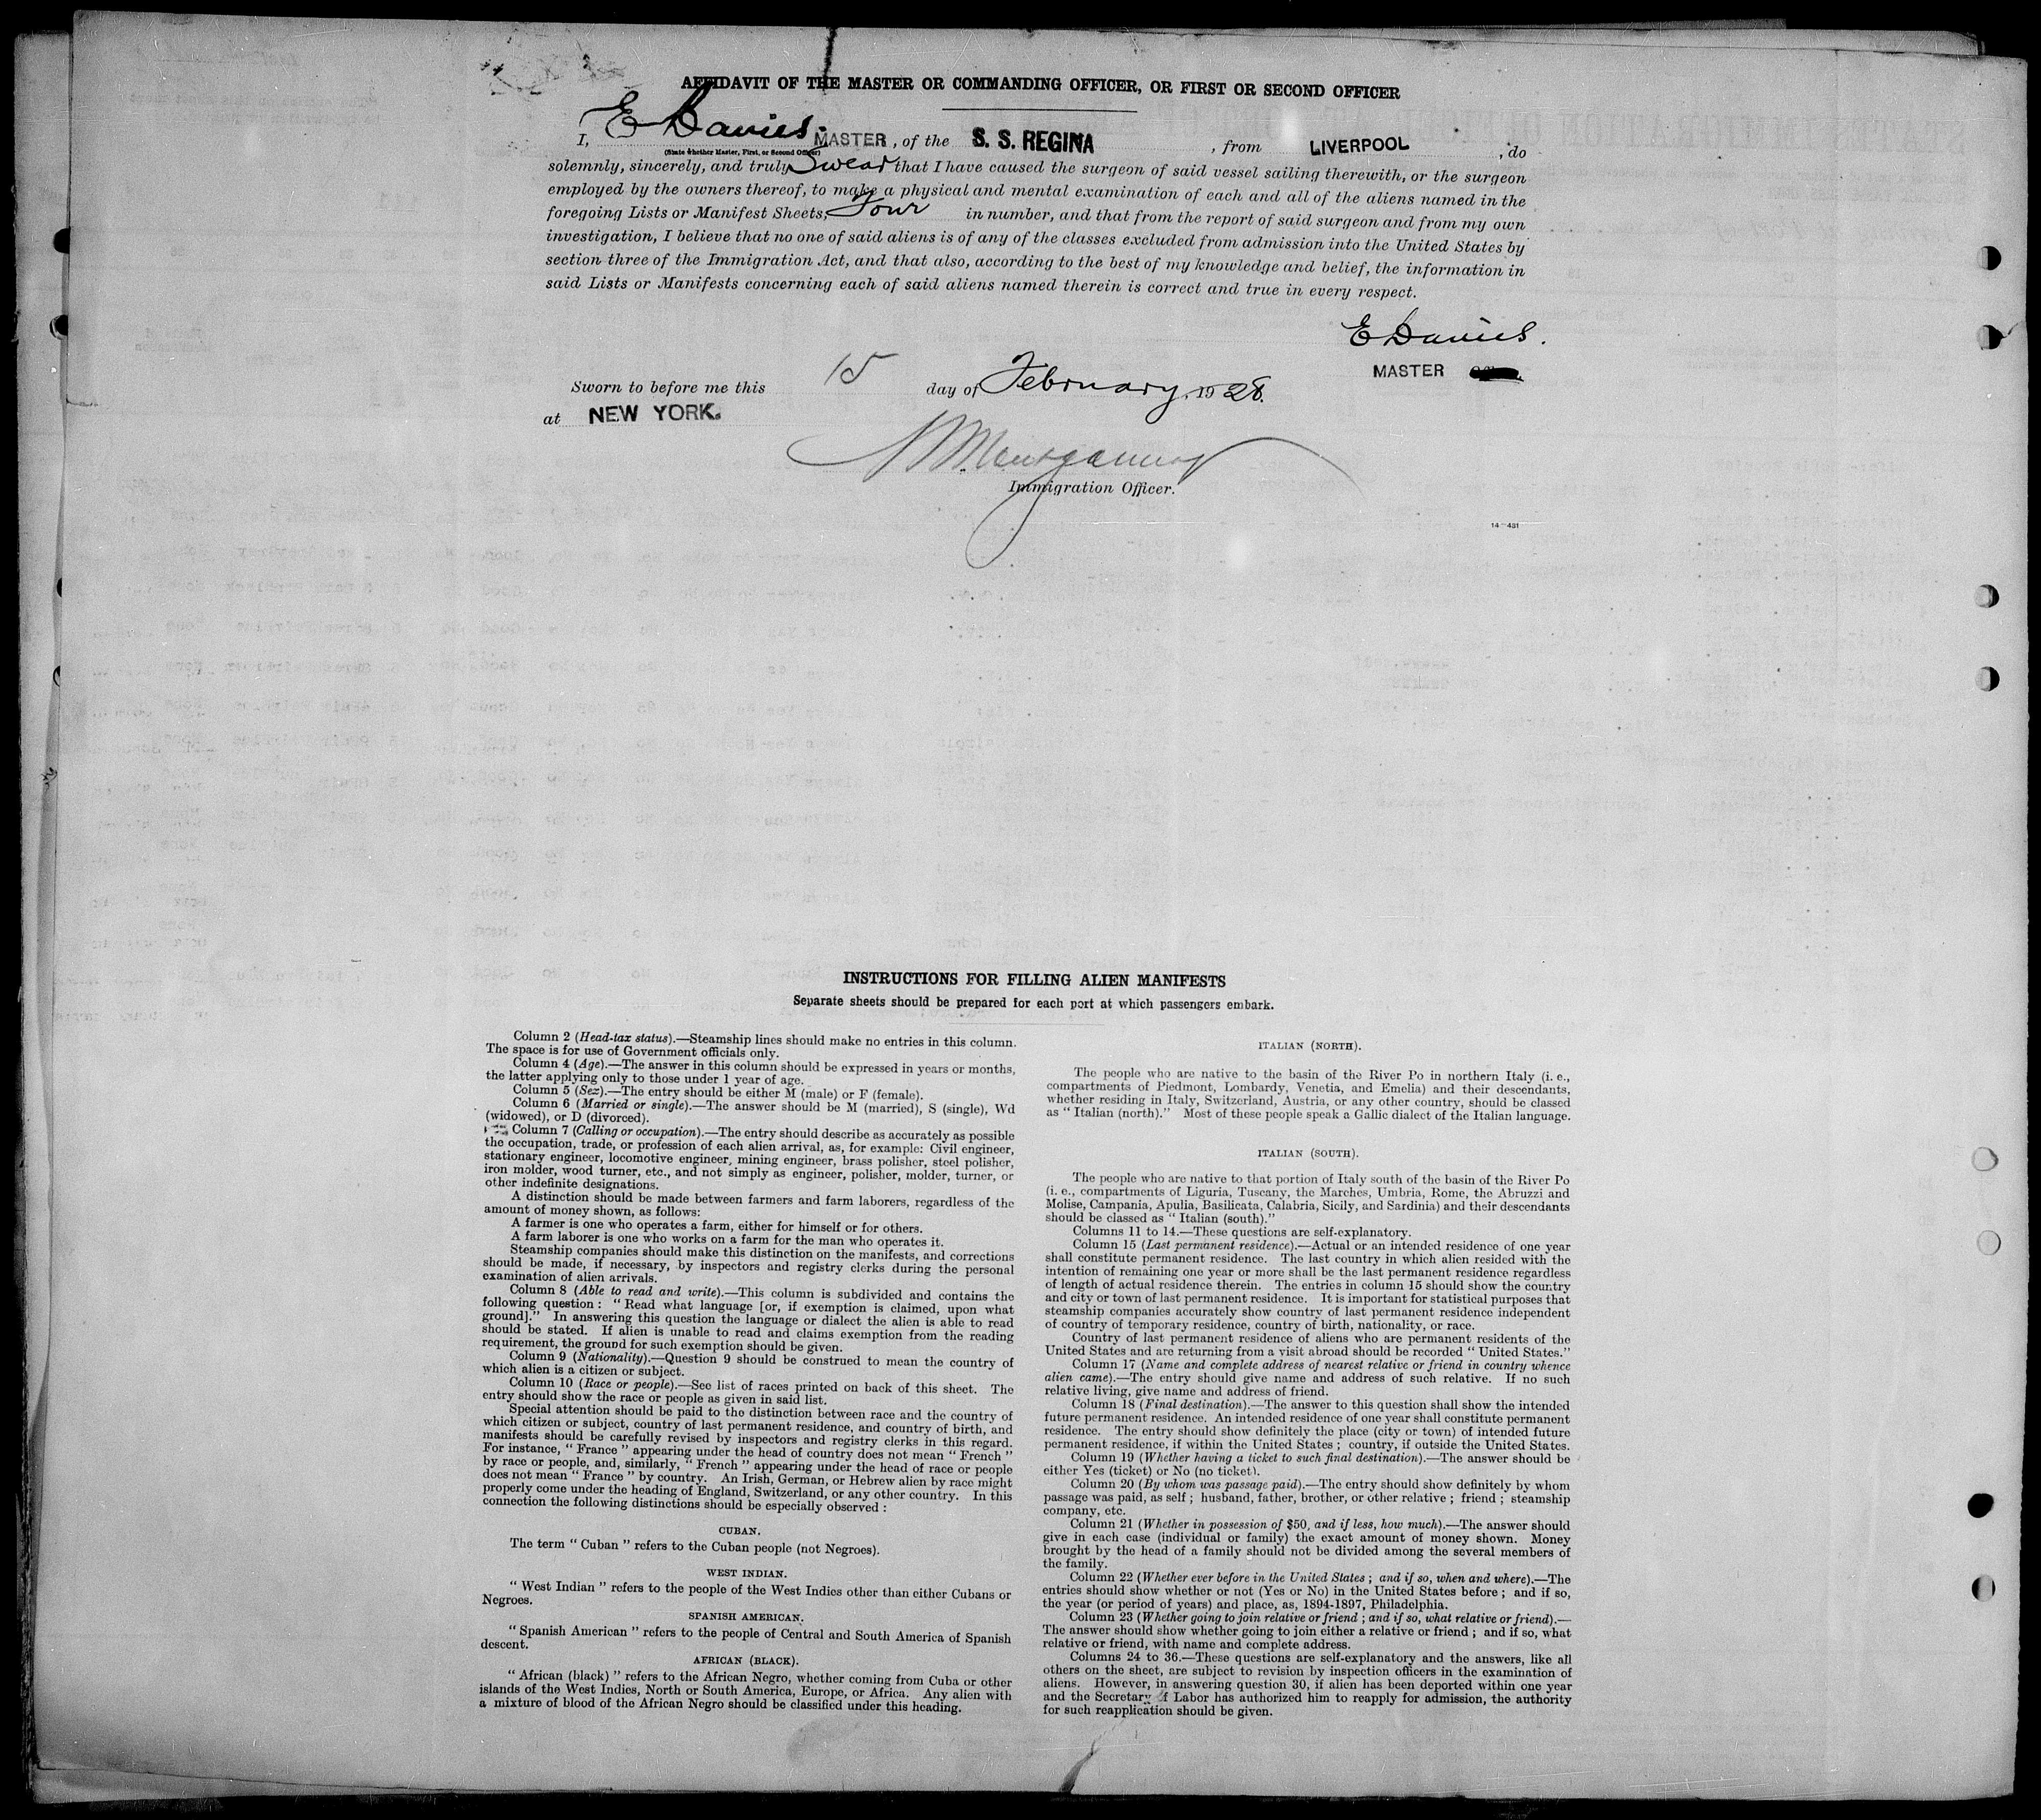 AFFIDAVIT OF THE MASTER OR COMMANDING OFFICER, OR FIRST OR SECOND OFFICER
I, E Davies. MASTER, of the S. S. REGINA, from LIVERPOOL, do
(State whether Master, First, or Second Officer)
solemnly, sincerely, and truly Swear that I have caused the surgeon of said vessel sailing therewith, or the surgeon
employed by the owners thereof, to make a physical and mental examination of each and all of the aliens named in the
foregoing Lists or Manifest Sheets, Four in number, and that from the report of said surgeon and from my own
investigation, I believe that no one of said aliens is of any of the classes excluded from admission into the United States by
section three of the Immigration Act, and that also, according to the best of my knowledge and belief, the information in
said Lists or Manifests concerning each of said aliens named therein is correct and true in every respect.
E Davies.
MASTER
Sworn to before me this 15 day of February, 1928.
at NEW YORK.
Montgomery
Immigration Officer.
14—431
INSTRUCTIONS FOR FILLING ALIEN MANIFESTS
Separate sheets should be prepared for each port at which passengers embark.
Column 2 (Head-tax status).—Steamship lines should make no entries in this column.
The space is for use of Government officials only.
Column 4 (Age).—The answer in this column should be expressed in years or months,
the latter applying only to those under 1 year of age.
Column 5 (Sex).—The entry should be either M (male) or F (female).
Column 6 (Married or single).—The answer should be M (married), S (single), Wd
(widowed), or D (divorced).
Column 7 (Calling or occupation).—The entry should describe as accurately as possible
the occupation, trade, or profession of each alien arrival, as, for example: Civil engineer,
stationary engineer, locomotive engineer, mining engineer, brass polisher, steel polisher,
iron molder, wood turner, etc., and not simply as engineer, polisher, molder, turner, or
other indefinite designations.
A distinction should be made between farmers and farm laborers, regardless of the
amount of money shown, as follows:
A farmer is one who operates a farm, either for himself or for others.
A farm laborer is one who works on a farm for the man who operates it.
Steamship companies should make this distinction on the manifests, and corrections
should be made, if necessary, by inspectors and registry clerks during the personal
examination of alien arrivals.
Column 8 (Able to read and write).—This column is subdivided and contains the
following question: "Read what language [or, if exemption is claimed, upon what
ground]." In answering this question the language or dialect the alien is able to read
should be stated. If alien is unable to read and claims exemption from the reading
requirement, the ground for such exemption should be given.
Column 9 (Nationality).—Question 9 should be construed to mean the country of
which alien is a citizen or subject.
Column 10 (Race or people).—See list of races printed on back of this sheet. The
entry should show the race or people as given in said list.
Special attention should be paid to the distinction between race and the country of
which citizen or subject, country of last permanent residence, and country of birth, and
manifests should be carefully revised by inspectors and registry clerks in this regard.
For instance, "France" appearing under the head of country does not mean "French"
by race or people, and, similarly, "French" appearing under the head of race or people
does not mean "France" by country. An Irish, German, or Hebrew alien by race might
properly come under the heading of England, Switzerland, or any other country. In this
connection the following distinctions should be especially observed:
CUBAN.
The term "Cuban" refers to the Cuban people (not Negroes).
WEST INDIAN.
"West Indian" refers to the people of the West Indies other than either Cubans or
Negroes.
SPANISH AMERICAN.
"Spanish American" refers to the people of Central and South America of Spanish
descent.
AFRICAN (BLACK).
"African (black)" refers to the African Negro, whether coming from Cuba or other
islands of the West Indies, North or South America, Europe, or Africa. Any alien with
a mixture of blood of the African Negro should be classified under this heading.
ITALIAN (NORTH).
The people who are native to the basin of the River Po in northern Italy (i. e.,
compartments of Piedmont, Lombardy, Venetia, and Emelia) and their descendants,
whether residing in Italy, Switzerland, Austria, or any other country, should be classed
as "Italian (north)." Most of these people speak a Gallic dialect of the Italian language.
ITALIAN (SOUTH).
The people who are native to that portion of Italy south of the basin of the River Po
(i. e., compartments of Liguria, Tuscany, the Marches, Umbria, Rome, the Abruzzi and
Molise, Campania, Apulia, Basilicata, Calabria, Sicily, and Sardinia) and their descendants
should be classed as "Italian (south)."
Columns 11 to 14.—These questions are self-explanatory.
Column 15 (Last permanent residence).—Actual or an intended residence of one year
shall constitute permanent residence. The last country in which alien resided with the
intention of remaining one year or more shall be the last permanent residence regardless
of length of actual residence therein. The entries in column 15 should show the country
and city or town of last permanent residence. It is important for statistical purposes that
steamship companies accurately show country of last permanent residence independent
of country of temporary residence, country of birth, nationality, or race.
Country of last permanent residence of aliens who are permanent residents of the
United States and are returning from a visit abroad should be recorded "United States."
Column 17 (Name and complete address of nearest relative or friend in country whence
alien came).—The entry should give name and address of such relative. If no such
relative living, give name and address of friend.
Column 18 (Final destination).—The answer to this question shall show the intended
future permanent residence. An intended residence of one year shall constitute permanent
residence. The entry should show definitely the place (city or town) of intended future
permanent residence, if within the United States; country, if outside the United States.
Column 19 (Whether having a ticket to such final destination).—The answer should be
either Yes (ticket) or No (no ticket).
Column 20 (By whom was passage paid).—The entry should show definitely by whom
passage was paid, as self; husband, father, brother, or other relative; friend; steamship
company, etc.
Column 21 (Whether in possession of $50, and if less, how much).—The answer should
give in each case (individual or family) the exact amount of money shown. Money
brought by the head of a family should not be divided among the several members of
the family.
Column 22 (Whether ever before in the United States; and if so, when and where).—The
entries should show whether or not (Yes or No) in the United States before; and if so,
the year (or period of years) and place, as, 1894-1897, Philadelphia.
Column 23 (Whether going to join relative or friend; and if so, what relative or friend).—
The answer should show whether going to join either a relative or friend; and if so, what
relative or friend, with name and complete address.
Columns 24 to 36.—These questions are self-explanatory and the answers, like all
others on the sheet, are subject to revision by inspection officers in the examination of
aliens. However, in answering question 30, if alien has been deported within one year
and the Secretary of Labor has authorized him to reapply for admission, the authority
for such reapplication should be given.